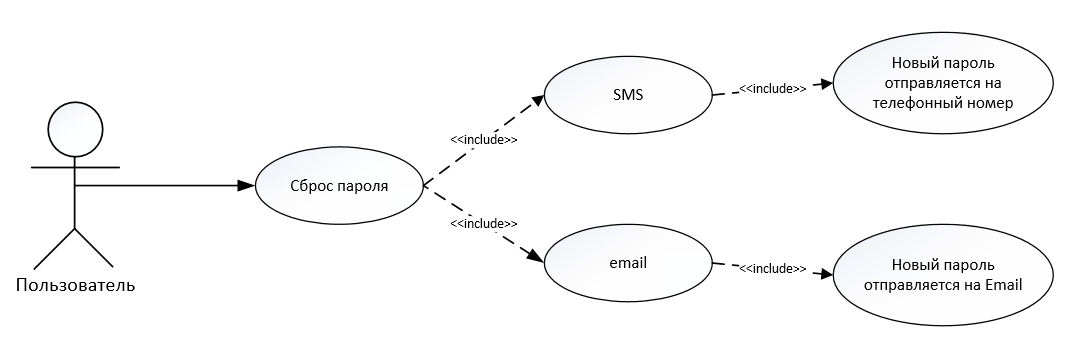 Пользователь
Сброс пароля
<<include>>
SMS
<<include>>
Новый пароль
отправляется на
телефонный номер
<<include>>
email
<<include>>
Новый пароль
отправляется на Email